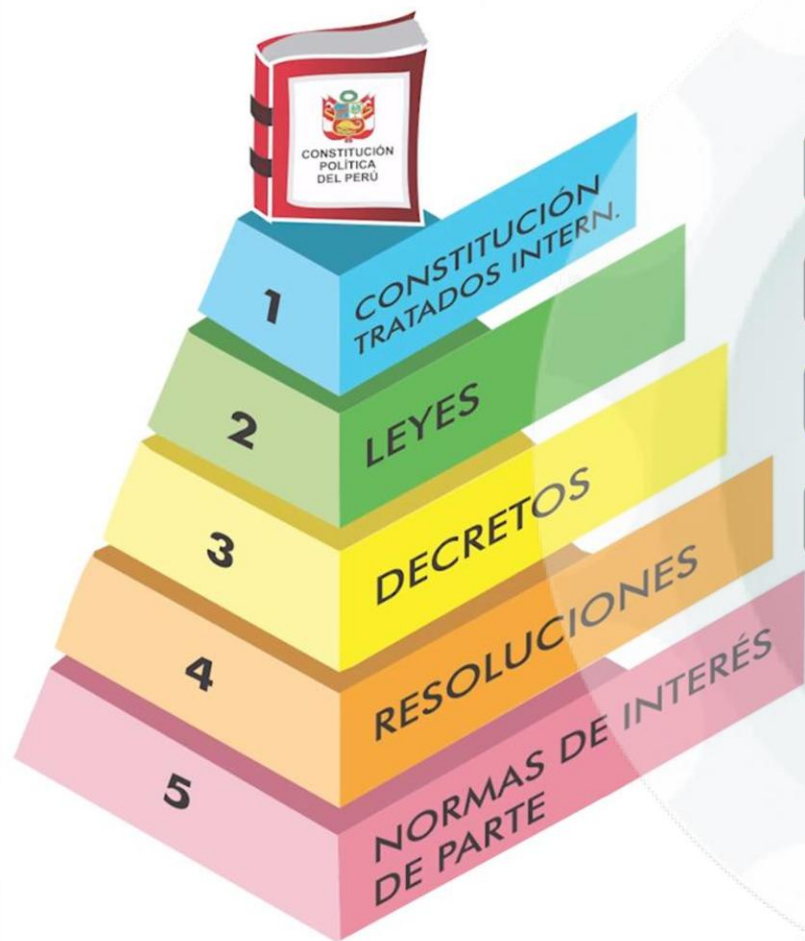 CONSTITUCIÓN
POLÍTICA
DEL PERÚ
1
CONSTITUCIÓN
TRATADOS INTERN.
2
LEYES
3
DECRETOS
4
RESOLUCIONES
5
NORMAS DE INTERÉS
DE PARTE